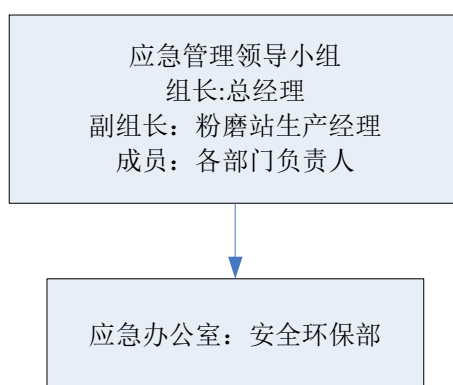 应急管理领导小组
组长:总经理
副组长：粉磨站生产经理
成员：各部门负责人
应急办公室：安全环保部